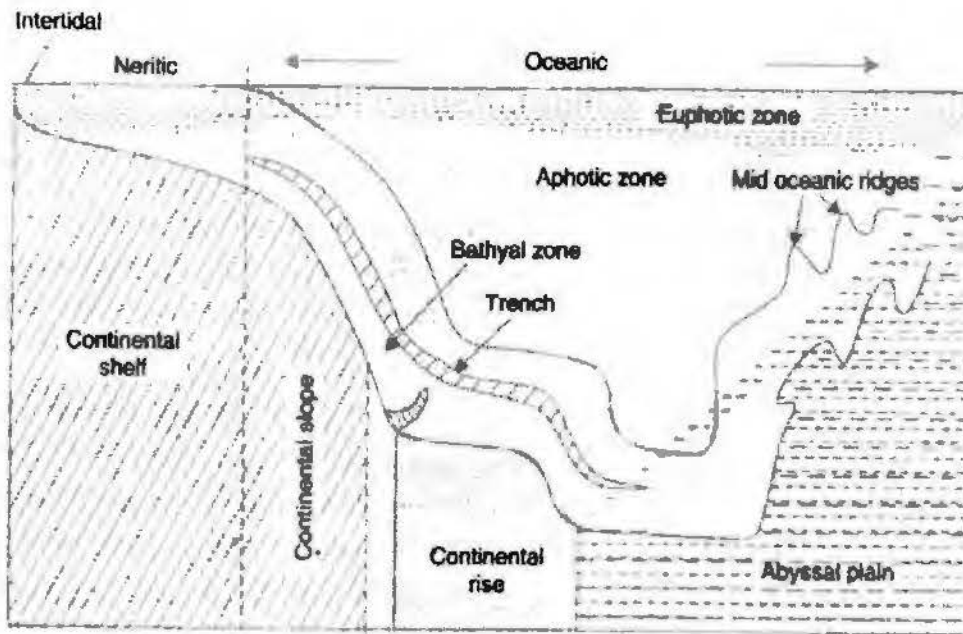 Intertidal
Neritic
Oceanic
Euphotic zone
Aphotic zone
Mid oceanic ridges
Bathyal zone
Trench
Continental
shelf
Continental slope
Continental
rise
Abyssal plain